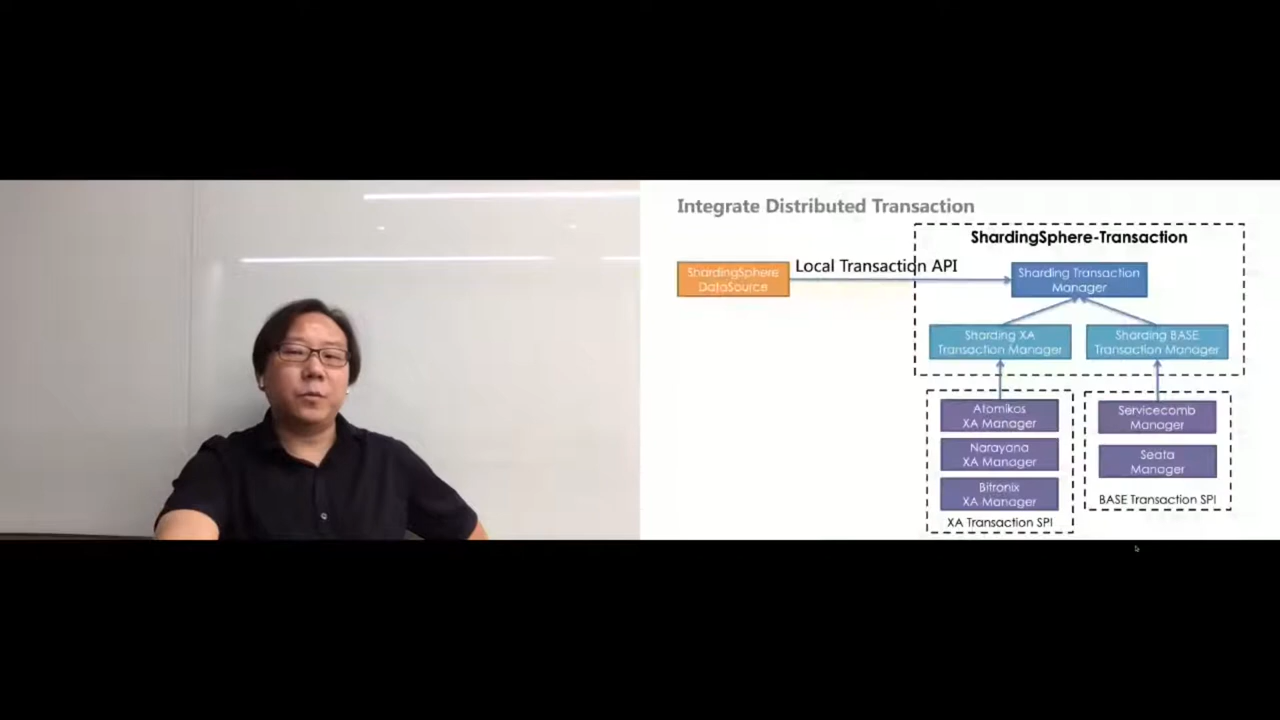 Integrate Distributed Transaction
ShardingSphere-Transaction
ShardingSphere
DataSource
Local Transaction API
Sharding Transaction
Manager
Sharding XA
Transaction Manager
Sharding BASE
Transaction Manager
Atomikos
XA Manager
Narayana
XA Manager
Bitronix
XA Manager
XA Transaction SPI
Servicecomb
Manager
Seata
Manager
BASE Transaction SPI